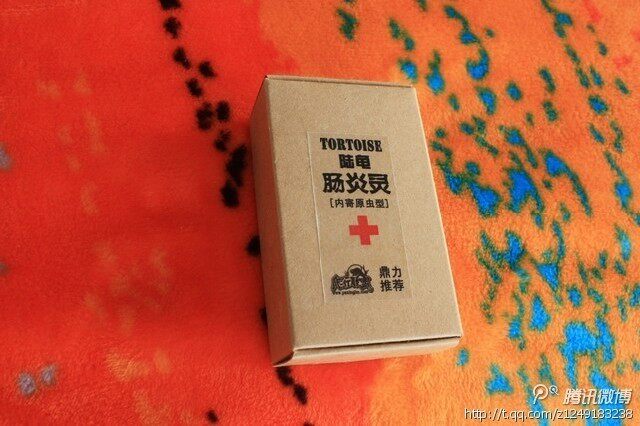 TORTOISE
陆龟
肠炎灵
[内寄原虫型]
鼎力
推荐
腾讯微博
http://t.qq.com/z1249183238